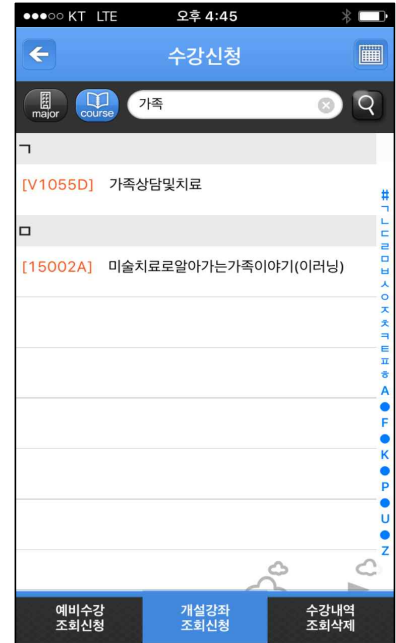 ●●●○○ KT LTE 오후 4:45
수강신청
major course 가족
ㄱ
[V1055D] 가족상담및치료
ㅁ
[15002A] 미술치료로알아가는가족이야기(이러닝)
#
ㄱ
ㄴ
ㄷ
ㄹ
ㅁ
ㅂ
ㅅ
ㅇ
ㅈ
ㅊ
ㅋ
ㅌ
ㅍ
ㅎ
A
●
F
●
K
●
P
●
U
●
Z
예비수강 개설강좌 수강내역
조회신청 조회신청 조회삭제